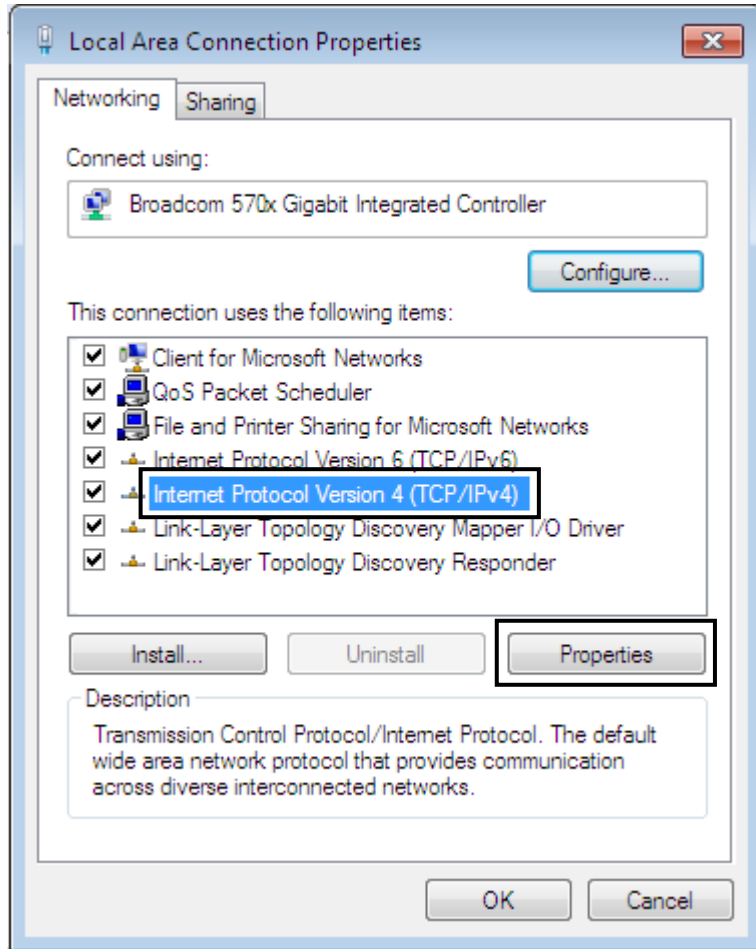 Local Area Connection Properties
Networking
Sharing
Connect using:
Broadcom 570x Gigabit Integrated Controller
Configure...
This connection uses the following items:
Client for Microsoft Networks
QoS Packet Scheduler
File and Printer Sharing for Microsoft Networks
Internet Protocol Version 6 (TCP/IPv6)
Internet Protocol Version 4 (TCP/IPv4)
Link-Layer Topology Discovery Mapper I/O Driver
Link-Layer Topology Discovery Responder
Install...
Uninstall
Properties
Description
Transmission Control Protocol/Internet Protocol. The default
wide area network protocol that provides communication
across diverse interconnected networks.
OK
Cancel